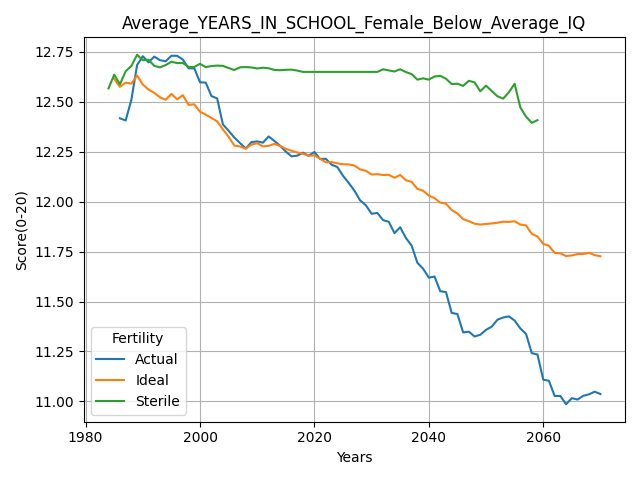 Average_YEARS_IN_SCHOOL_Female_Below_Average_IQ
Score(0-20)
12.75
12.50
12.25
12.00
11.75
11.50
11.25
11.00
Fertility
Actual
Ideal
Sterile
1980
2000
2020
2040
2060
Years